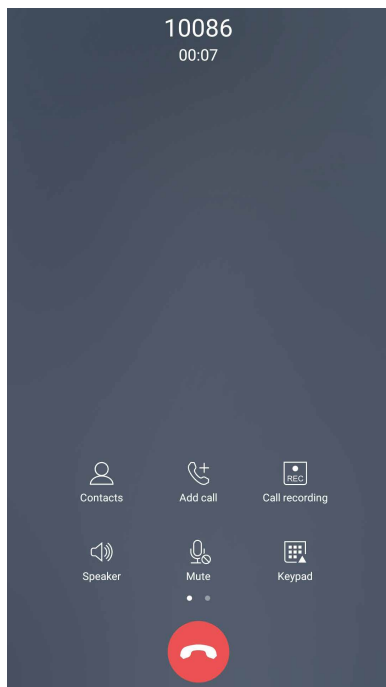 10086
00:07
Contacts
Add call
REC
Call recording
Speaker
Mute
Keypad